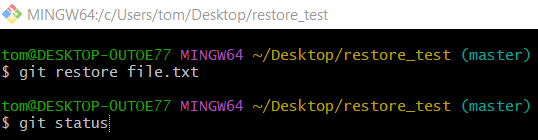 MINGW64:/c/Users/tom/Desktop/restore_test
tom@DESKTOP-OUTOE77 MINGW64 ~/Desktop/restore_test (master)
$ git restore file.txt
tom@DESKTOP-OUTOE77 MINGW64 ~/Desktop/restore_test (master)
$ git status